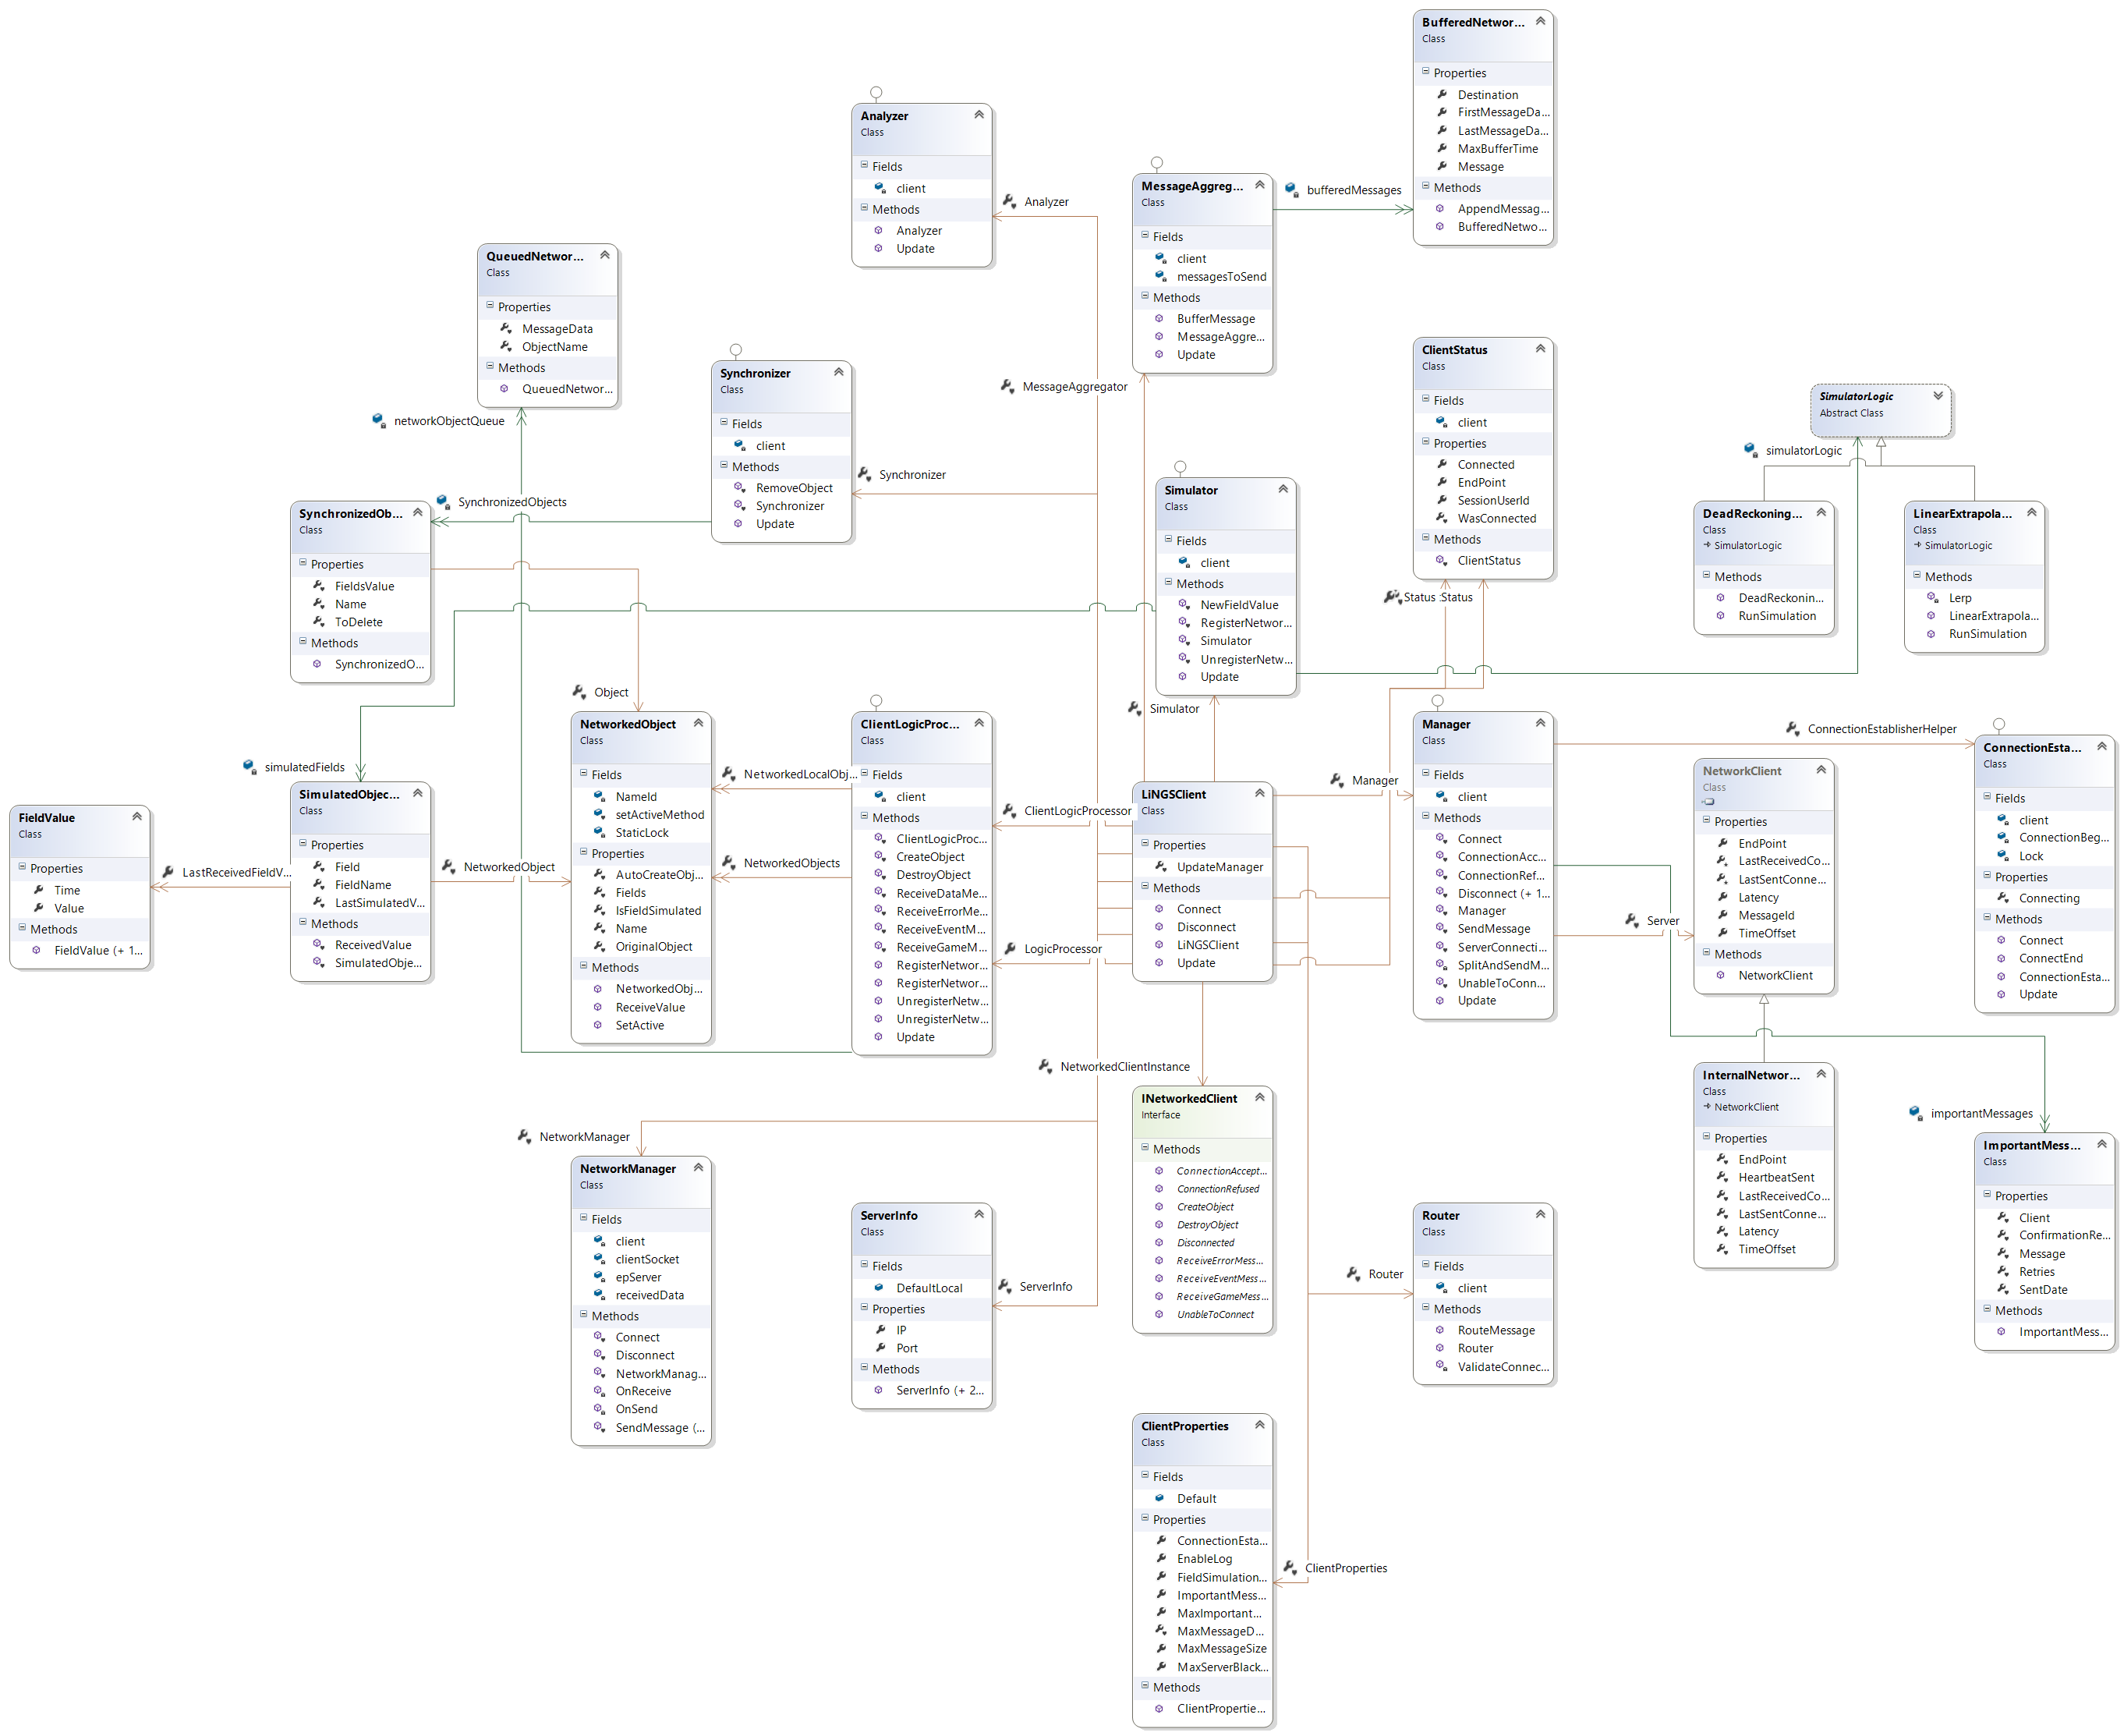 BufferedNetwor...
Class
Properties
Destination
FirstMessageDa...
LastMessageDa...
MaxBufferTime
Message
Methods
AppendMessag...
BufferedNetwo...
Analyzer
Class
Fields
client
Methods
Analyzer
Update
Analyzer
MessageAggreg...
Class
Fields
client
messagesToSend
Methods
BufferMessage
MessageAggre...
Update
bufferedMessages
QueuedNetwor...
Class
Properties
MessageData
ObjectName
Methods
QueuedNetwor...
networkObjectQueue
Synchronizer
Class
Fields
client
Methods
RemoveObject
Synchronizer
Update
MessageAggregator
Synchronizer
SynchronizedObjects
ClientStatus
Class
Fields
client
Properties
Connected
EndPoint
SessionUserId
WasConnected
Methods
ClientStatus
Status
Status
SimulatorLogic
Abstract Class
simulatorLogic
Simulator
Class
Fields
client
Methods
NewFieldValue
RegisterNetwor...
Simulator
UnregisterNetw...
Update
Simulator
DeadReckoning...
Class
SimulatorLogic
Methods
DeadReckonin...
RunSimulation
LinearExtrapola...
Class
SimulatorLogic
Methods
Lerp
LinearExtrapola...
RunSimulation
SynchronizedOb...
Class
Properties
FieldsValue
Name
ToDelete
Methods
SynchronizedO...
Object
simulatedFields
FieldValue
Class
Properties
Time
Value
Methods
FieldValue (+ 1...
LastReceivedFieldV...
SimulatedObjec...
Class
Properties
Field
FieldName
LastSimulatedV...
Methods
ReceivedValue
SimulatedObje...
NetworkedObject
NetworkedObject
Class
Fields
NameId
setActiveMethod
StaticLock
Properties
AutoCreateObj...
Fields
IsFieldSimulated
Name
OriginalObject
Methods
NetworkedObj...
ReceiveValue
SetActive
NetworkedLocalObj...
NetworkedObjects
ClientLogicProc...
Class
Fields
client
Methods
ClientLogicProc...
CreateObject
DestroyObject
ReceiveDataMe...
ReceiveErrorMe...
ReceiveEventM...
ReceiveGameM...
RegisterNetwor...
RegisterNetwor...
UnregisterNetw...
UnregisterNetw...
Update
ClientLogicProcessor
LogicProcessor
LiNGSClient
Class
Properties
UpdateManager
Methods
Connect
Disconnect
LiNGSClient
Update
Manager
Manager
Class
Fields
client
Methods
Connect
ConnectionAcc...
ConnectionRef...
Disconnect (+ 1...
Manager
SendMessage
ServerConnecti...
SplitAndSendM...
UnableToConn...
Update
ConnectionEstablisherHelper
Server
NetworkClient
Class
Properties
EndPoint
LastReceivedCo...
LastSentConne...
Latency
MessageId
TimeOffset
Methods
NetworkClient
ConnectionEsta...
Class
Fields
client
ConnectionBeg...
Lock
Properties
Connecting
Methods
Connect
ConnectEnd
ConnectionEsta...
Update
InternalNetwor...
Class
NetworkClient
Properties
EndPoint
HeartbeatSent
LastReceivedCo...
LastSentConne...
Latency
TimeOffset
importantMessages
ImportantMess...
Class
Properties
Client
ConfirmationRe...
Message
Retries
SentDate
Methods
ImportantMess...
NetworkedClientInstance
INetworkedClient
Interface
Methods
ConnectionAccept...
ConnectionRefused
CreateObject
DestroyObject
Disconnected
ReceiveErrorMess...
ReceiveEventMess...
ReceiveGameMess...
UnableToConnect
NetworkManager
NetworkManager
Class
Fields
client
clientSocket
epServer
receivedData
Methods
Connect
Disconnect
NetworkManag...
OnReceive
OnSend
SendMessage (...
ServerInfo
Class
Fields
DefaultLocal
Properties
IP
Port
Methods
ServerInfo (+ 2...
ServerInfo
Router
Router
Class
Fields
client
Methods
RouteMessage
Router
ValidateConnec...
ClientProperties
Class
Fields
Default
Properties
ConnectionEsta...
EnableLog
FieldSimulation...
ImportantMess...
MaxImportant...
MaxMessageD...
MaxMessageSize
MaxServerBlack...
Methods
ClientPropertie...
ClientProperties